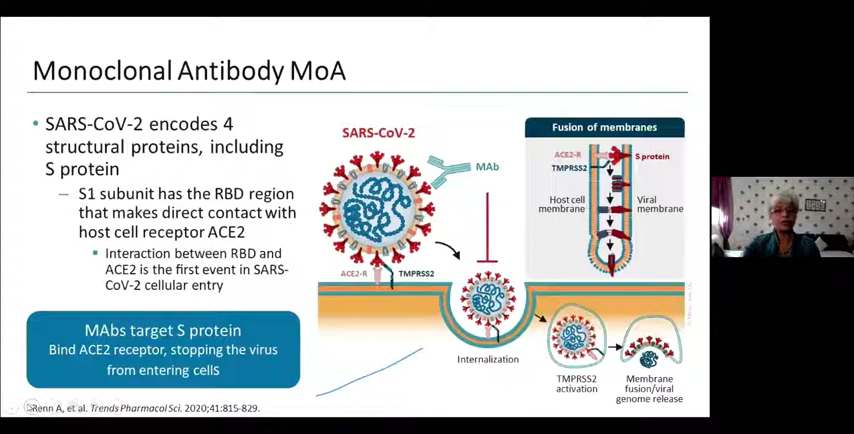 Monoclonal Antibody MoA
• SARS-CoV-2 encodes 4
structural proteins, including
S protein
– S1 subunit has the RBD region
that makes direct contact with
host cell receptor ACE2
▪ Interaction between RBD and
ACE2 is the first event in SARS-
CoV-2 cellular entry
MAbs target S protein
Bind ACE2 receptor, stopping the virus
from entering cells
Renn A, et al. Trends Pharmacol Sci. 2020;41:815-829.
SARS-CoV-2
MAb
ACE2-R
TMPRSS2
Internalization
TMPRSS2
activation
Membrane
fusion/viral
genome release
Fusion of membranes
ACE2-R
S protein
TMPRSS2
Host cell
membrane
Viral
membrane